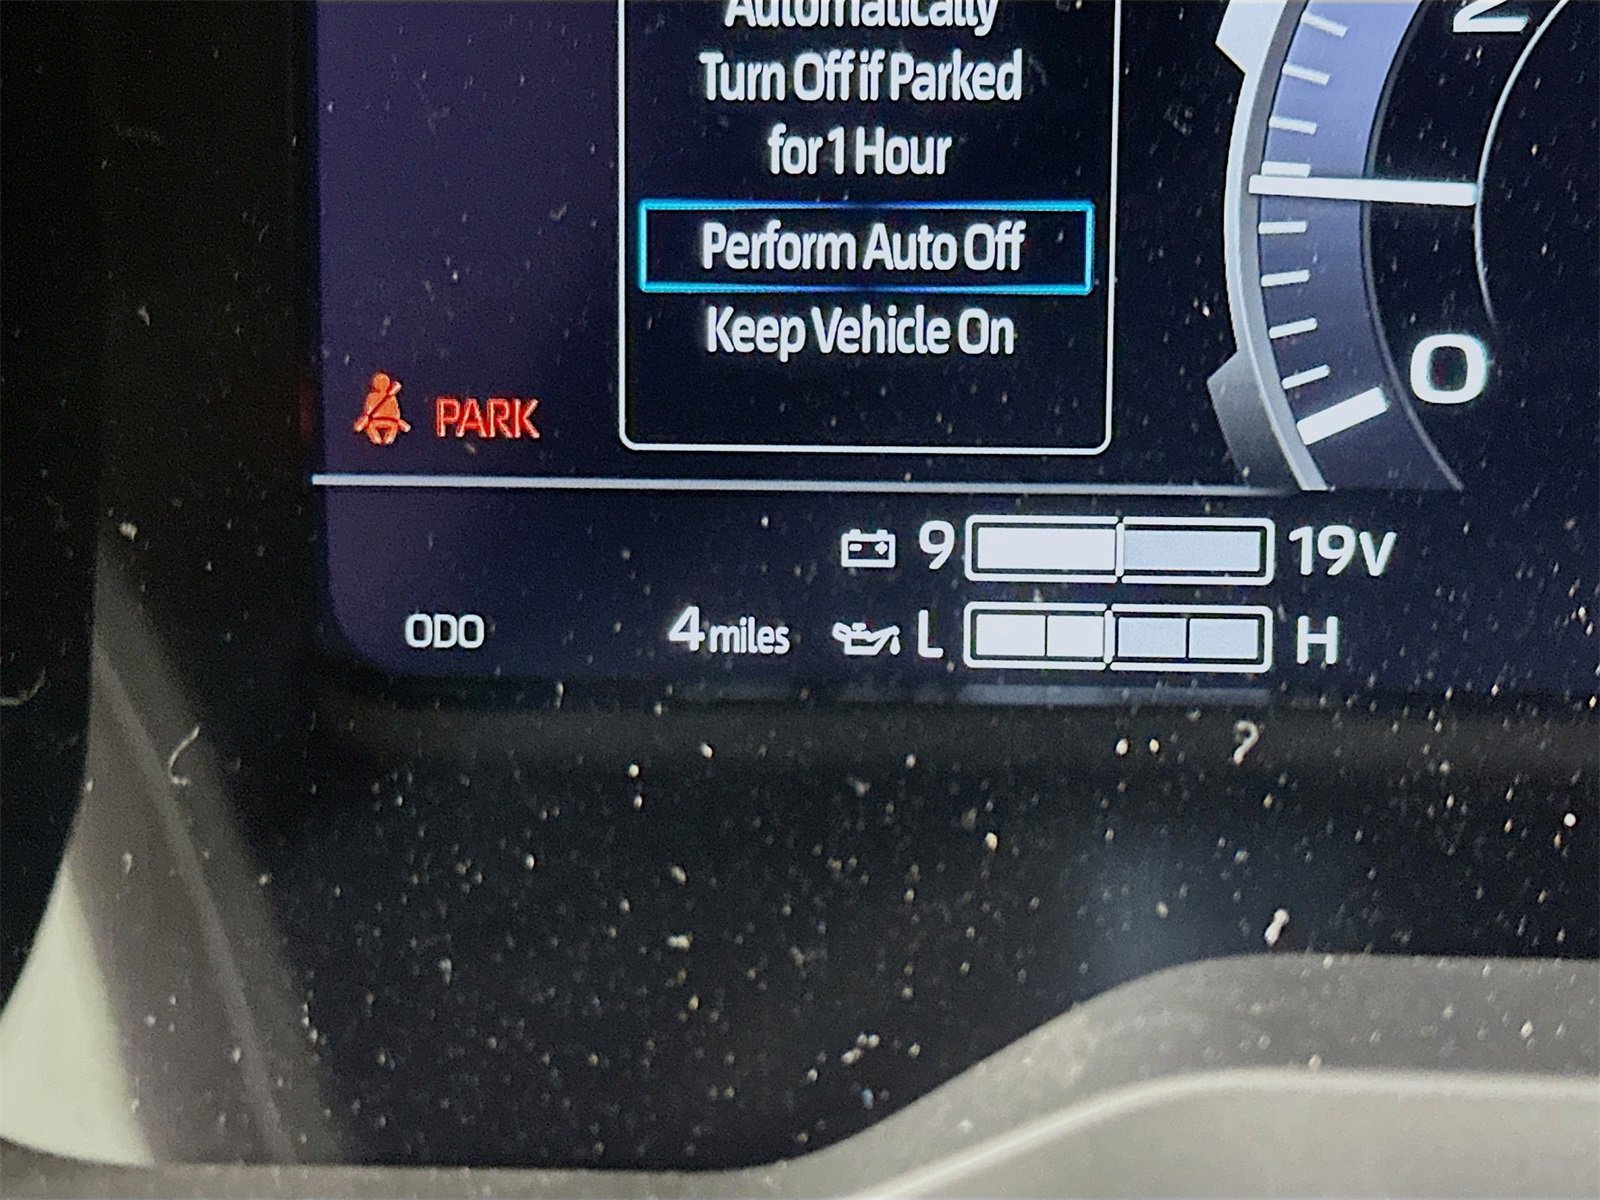 Automatically
Turn Off if Parked
for 1 Hour
Perform Auto Off
Keep Vehicle On
PARK
2
0
9 19V
ODO 4 miles L H